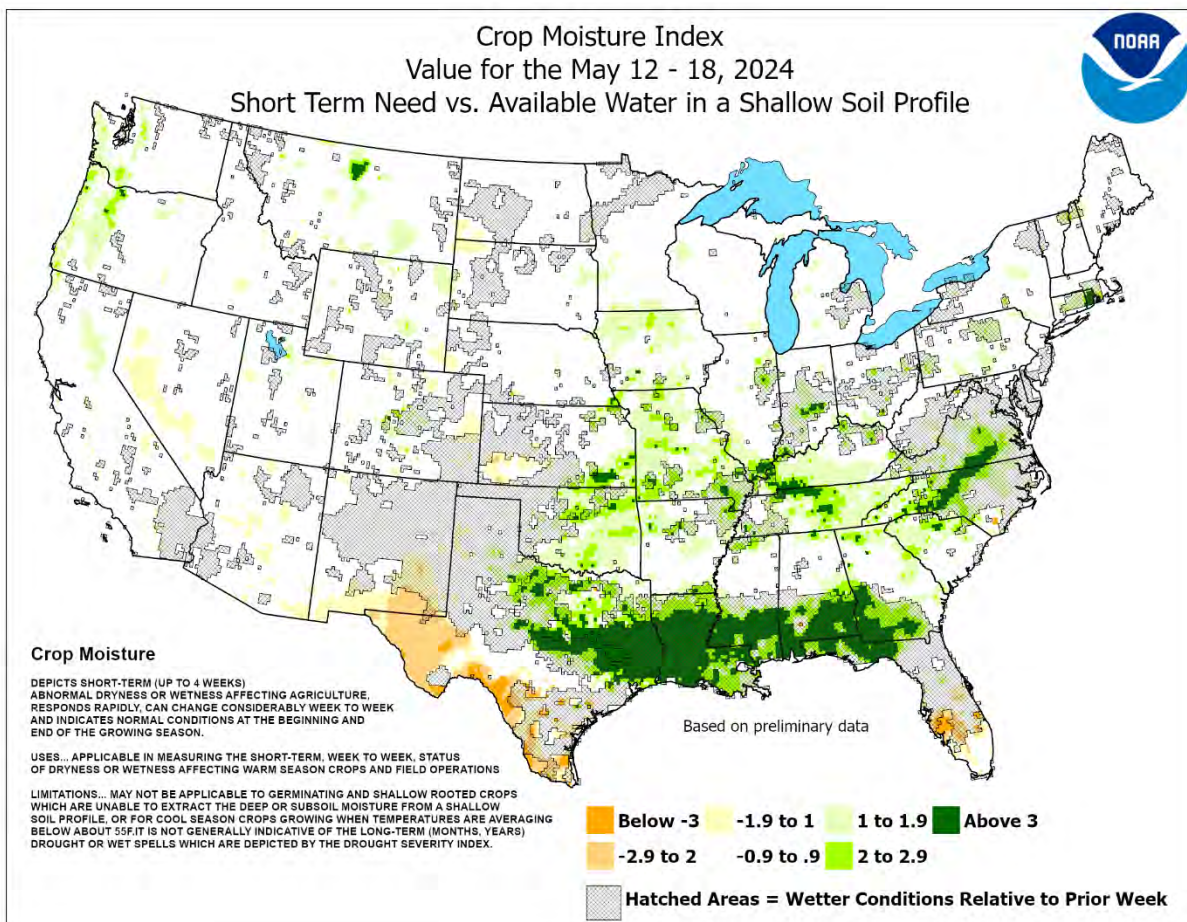 Crop Moisture Index
Value for the May 12 - 18, 2024
Short Term Need vs. Available Water in a Shallow Soil Profile
NOAA
Crop Moisture
DEPICTS SHORT-TERM (UP TO 4 WEEKS)
ABNORMAL DRYNESS OR WETNESS AFFECTING AGRICULTURE,
RESPONDS RAPIDLY, CAN CHANGE CONSIDERABLY WEEK TO WEEK
AND INDICATES NORMAL CONDITIONS AT THE BEGINNING AND
END OF THE GROWING SEASON.
USES... APPLICABLE IN MEASURING THE SHORT-TERM, WEEK TO WEEK, STATUS
OF DRYNESS OR WETNESS AFFECTING WARM SEASON CROPS AND FIELD OPERATIONS
LIMITATIONS... MAY NOT BE APPLICABLE TO GERMINATING AND SHALLOW ROOTED CROPS
WHICH ARE UNABLE TO EXTRACT THE DEEP OR SUBSOIL MOISTURE FROM A SHALLOW
SOIL PROFILE, OR FOR COOL SEASON CROPS GROWING WHEN TEMPERATURES ARE AVERAGING
BELOW ABOUT 55F.IT IS NOT GENERALLY INDICATIVE OF THE LONG-TERM (MONTHS, YEARS)
DROUGHT OR WET SPELLS WHICH ARE DEPICTED BY THE DROUGHT SEVERITY INDEX.
Based on preliminary data
Below -3 -1.9 to 1 1 to 1.9 Above 3
-2.9 to 2 -0.9 to .9 2 to 2.9
Hatched Areas = Wetter Conditions Relative to Prior Week